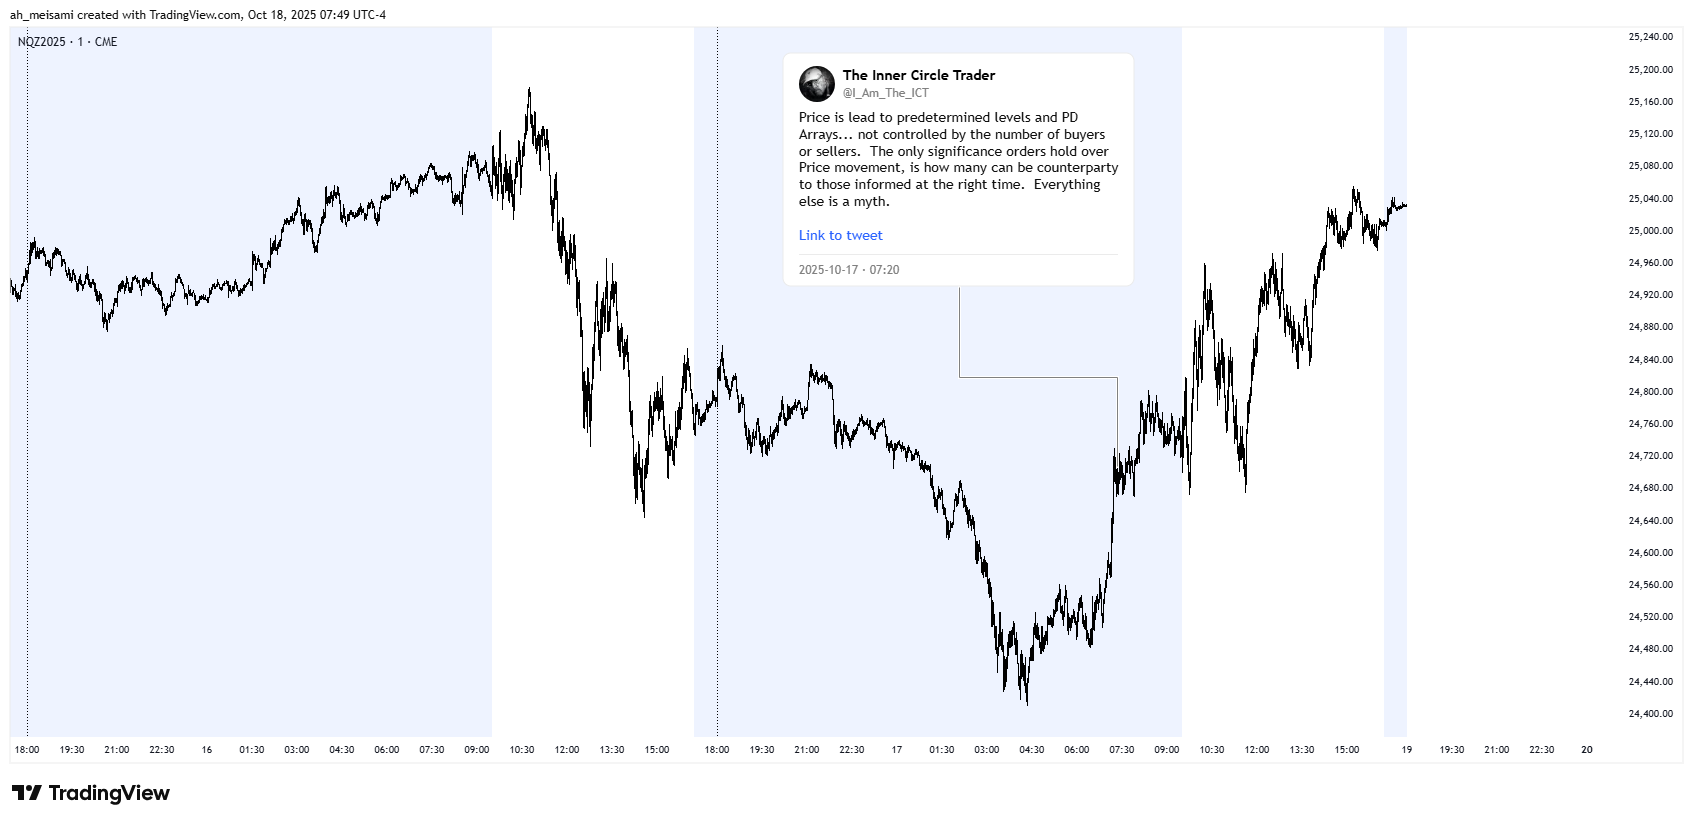 ah_meisami created with TradingView.com, Oct 18, 2025 07:49 UTC-4
NQZ2025 · 1 · CME
The Inner Circle Trader
@I_Am_The_ICT
Price is lead to predetermined levels and PD
Arrays... not controlled by the number of buyers
or sellers.  The only significance orders hold over
Price movement, is how many can be counterparty
to those informed at the right time.  Everything
else is a myth.
Link to tweet
2025-10-17 · 07:20
25,240.00
25,200.00
25,160.00
25,120.00
25,080.00
25,040.00
25,000.00
24,960.00
24,920.00
24,880.00
24,840.00
24,800.00
24,760.00
24,720.00
24,680.00
24,640.00
24,600.00
24,560.00
24,520.00
24,480.00
24,440.00
24,400.00
18:00 19:30 21:00 22:30 16 01:30 03:00 04:30 06:00 07:30 09:00 10:30 12:00 13:30 15:00 18:00 19:30 21:00 22:30 17 01:30 03:00 04:30 06:00 07:30 09:00 10:30 12:00 13:30 15:00 19 19:30 21:00 22:30 20
TradingView